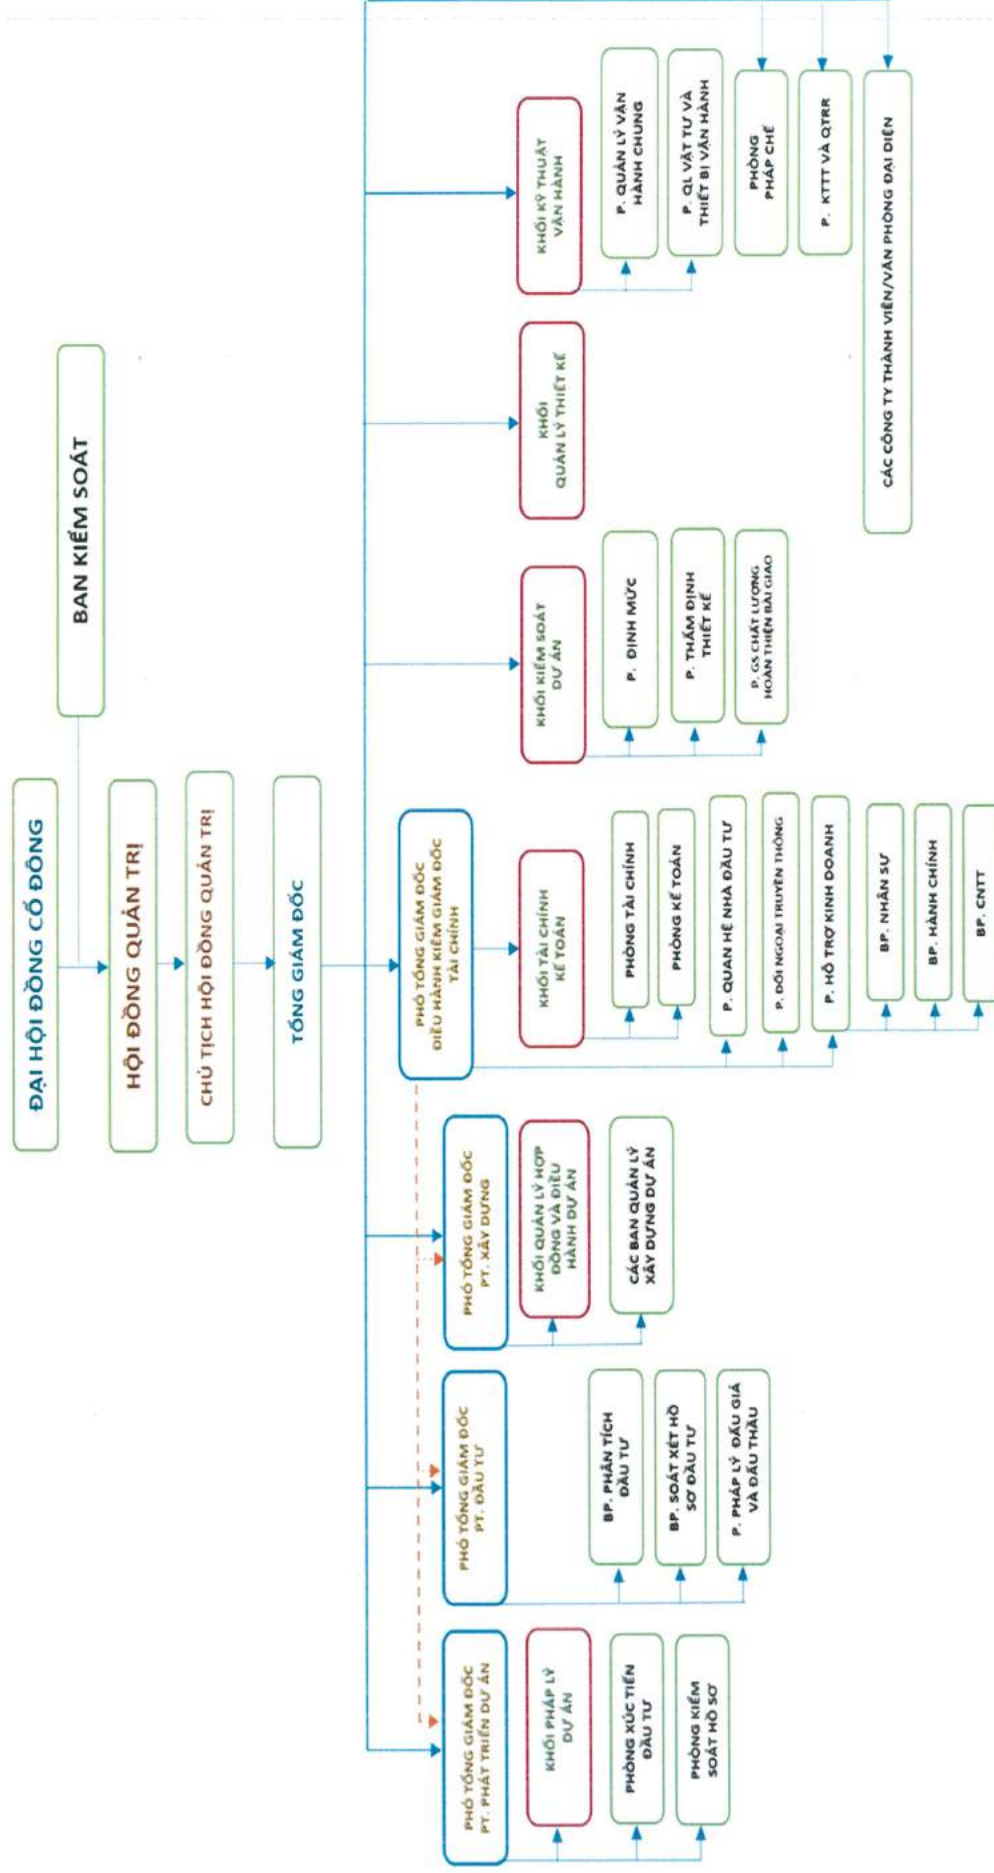 ĐẠI HỘI ĐỒNG CỔ ĐÔNG
BAN KIỂM SOÁT
HỘI ĐỒNG QUẢN TRỊ
CHỦ TỊCH HỘI ĐỒNG QUẢN TRỊ
TỔNG GIÁM ĐỐC
PHÓ TỔNG GIÁM ĐỐC
PT. PHÁT TRIỂN DỰ ÁN
KHỐI PHÁP LÝ
DỰ ÁN
PHÒNG XÚC TIẾN
ĐẦU TƯ
PHÒNG KIỂM
SOÁT HỒ SƠ
PHÓ TỔNG GIÁM ĐỐC
PT. ĐẦU TƯ
BP. PHÂN TÍCH
ĐẦU TƯ
BP. SOÁT XÉT HỒ
SƠ ĐẦU TƯ
P. PHÁP LÝ ĐẤU GIÁ
VÀ ĐẤU THẦU
PHÓ TỔNG GIÁM ĐỐC
PT. XÂY DỰNG
KHỐI QUẢN LÝ HỢP
ĐỒNG VÀ ĐIỀU
HÀNH DỰ ÁN
CÁC BAN QUẢN LÝ
XÂY DỰNG DỰ ÁN
PHÓ TỔNG GIÁM ĐỐC
ĐIỀU HÀNH KIÊM GIÁM ĐỐC
TÀI CHÍNH
KHỐI TÀI CHÍNH
KẾ TOÁN
PHÒNG TÀI CHÍNH
PHÒNG KẾ TOÁN
P. QUAN HỆ NHÀ ĐẦU TƯ
P. ĐỐI NGOẠI TRUYỀN THÔNG
P. HỖ TRỢ KINH DOANH
BP. NHÂN SỰ
BP. HÀNH CHÍNH
BP. CNTT
KHỐI KIỂM SOÁT
DỰ ÁN
P. ĐỊNH MỨC
P. THẨM ĐỊNH
THIẾT KẾ
P. GS CHẤT LƯỢNG
HOÀN THIỆN BÀI GIAO
KHỐI
QUẢN LÝ THIẾT KẾ
KHỐI KỸ THUẬT
VẬN HÀNH
P. QUẢN LÝ VẬN
HÀNH CHUNG
P. QL VẬT TƯ VÀ
THIẾT BỊ VẬN HÀNH
PHÒNG
PHÁP CHẾ
P. KTTT VÀ QTRR
CÁC CÔNG TY THÀNH VIÊN/VĂN PHÒNG ĐẠI DIỆN